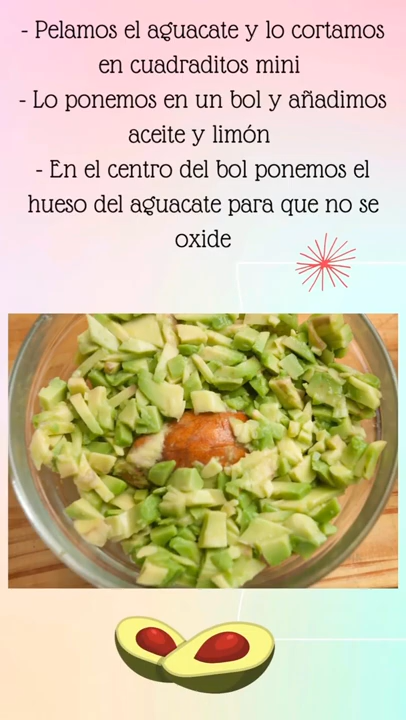 - Pelamos el aguacate y lo cortamos
en cuadraditos mini
- Lo ponemos en un bol y añadimos
aceite y limón
- En el centro del bol ponemos el
hueso del aguacate para que no se
oxide